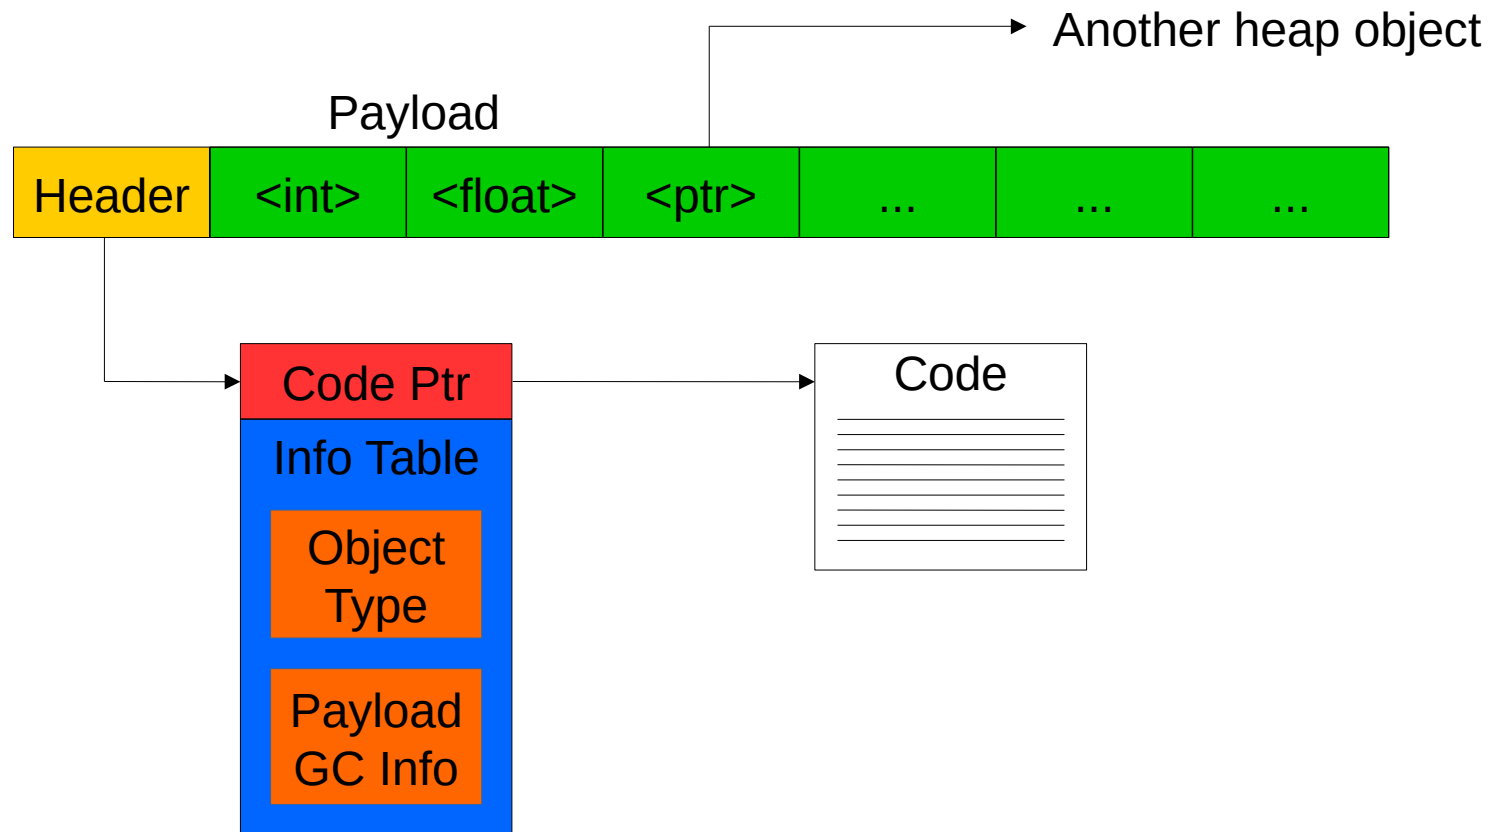 Another heap object
Payload
Header <int> <float> <ptr> ... ... ...
Code Ptr
Code
Info Table
Object
Type
Payload
GC Info